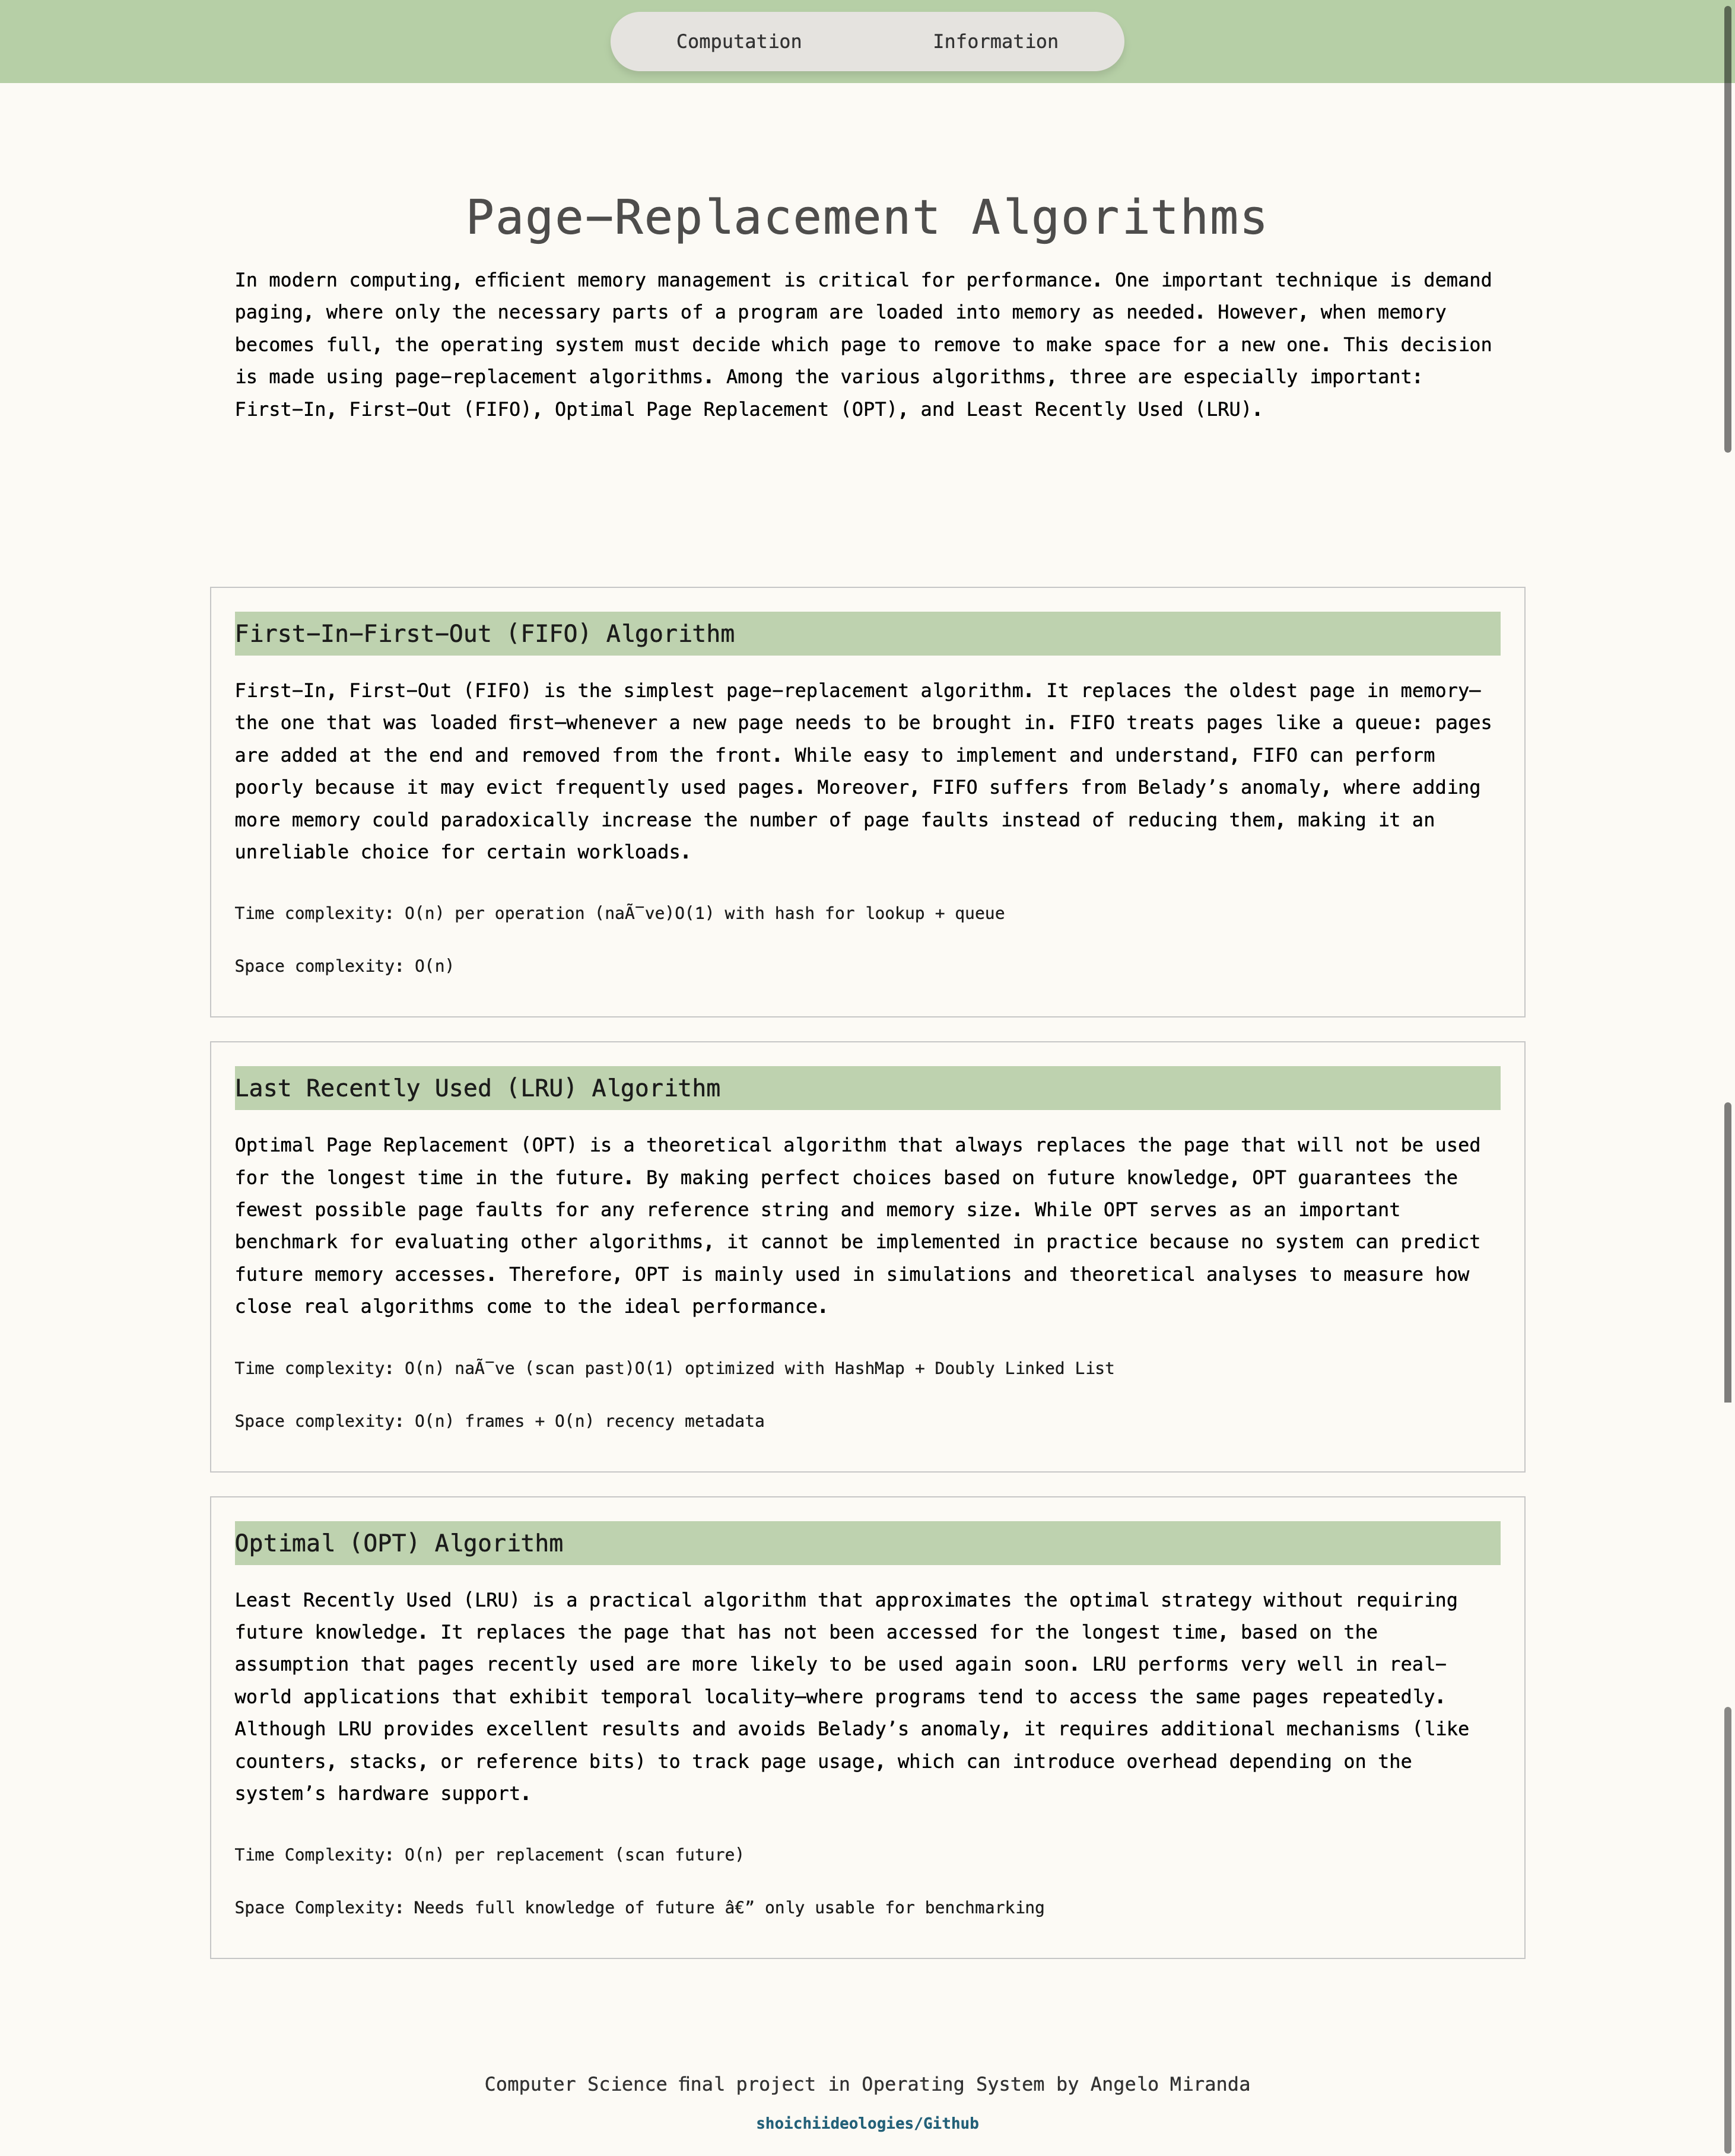 Computation Information
Page-Replacement Algorithms
In modern computing, efficient memory management is critical for performance. One important technique is demand
paging, where only the necessary parts of a program are loaded into memory as needed. However, when memory
becomes full, the operating system must decide which page to remove to make space for a new one. This decision
is made using page-replacement algorithms. Among the various algorithms, three are especially important:
First-In, First-Out (FIFO), Optimal Page Replacement (OPT), and Least Recently Used (LRU).
First-In-First-Out (FIFO) Algorithm
First-In, First-Out (FIFO) is the simplest page-replacement algorithm. It replaces the oldest page in memory—
the one that was loaded first—whenever a new page needs to be brought in. FIFO treats pages like a queue: pages
are added at the end and removed from the front. While easy to implement and understand, FIFO can perform
poorly because it may evict frequently used pages. Moreover, FIFO suffers from Belady’s anomaly, where adding
more memory could paradoxically increase the number of page faults instead of reducing them, making it an
unreliable choice for certain workloads.
Time complexity: O(n) per operation (naÃ¯ve)O(1) with hash for lookup + queue
Space complexity: O(n)
Last Recently Used (LRU) Algorithm
Optimal Page Replacement (OPT) is a theoretical algorithm that always replaces the page that will not be used
for the longest time in the future. By making perfect choices based on future knowledge, OPT guarantees the
fewest possible page faults for any reference string and memory size. While OPT serves as an important
benchmark for evaluating other algorithms, it cannot be implemented in practice because no system can predict
future memory accesses. Therefore, OPT is mainly used in simulations and theoretical analyses to measure how
close real algorithms come to the ideal performance.
Time complexity: O(n) naÃ¯ve (scan past)O(1) optimized with HashMap + Doubly Linked List
Space complexity: O(n) frames + O(n) recency metadata
Optimal (OPT) Algorithm
Least Recently Used (LRU) is a practical algorithm that approximates the optimal strategy without requiring
future knowledge. It replaces the page that has not been accessed for the longest time, based on the
assumption that pages recently used are more likely to be used again soon. LRU performs very well in real-
world applications that exhibit temporal locality—where programs tend to access the same pages repeatedly.
Although LRU provides excellent results and avoids Belady’s anomaly, it requires additional mechanisms (like
counters, stacks, or reference bits) to track page usage, which can introduce overhead depending on the
system’s hardware support.
Time Complexity: O(n) per replacement (scan future)
Space Complexity: Needs full knowledge of future â€” only usable for benchmarking
Computer Science final project in Operating System by Angelo Miranda
shoichiideologies/Github